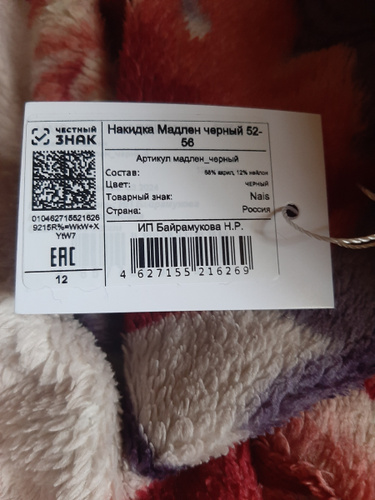 ЧЕСТНЫЙ
ЗНАК
010462715521626
9215R%=WkW+X
YtW7
EAC
12
Накидка Мадлен черный 52-
56
Артикул мадлен_черный
Состав: 88% акрил, 12% нейлон
Цвет: ЧЕРНЫЙ
Товарный знак: Nais
Страна: Россия
ИП Байрамукова Н.Р.
4 627155 216269